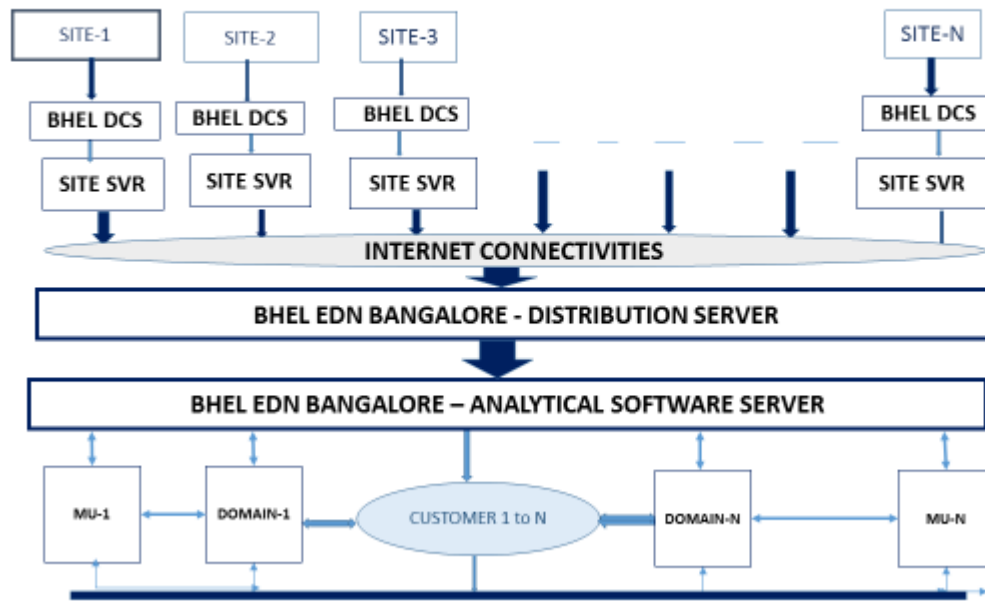 SITE-1
SITE-2
SITE-3
SITE-N
BHEL DCS
BHEL DCS
BHEL DCS
BHEL DCS
SITE SVR
SITE SVR
SITE SVR
SITE SVR
INTERNET CONNECTIVITIES
BHEL EDN BANGALORE - DISTRIBUTION SERVER
BHEL EDN BANGALORE – ANALYTICAL SOFTWARE SERVER
MU-1
DOMAIN-1
CUSTOMER 1 to N
DOMAIN-N
MU-N